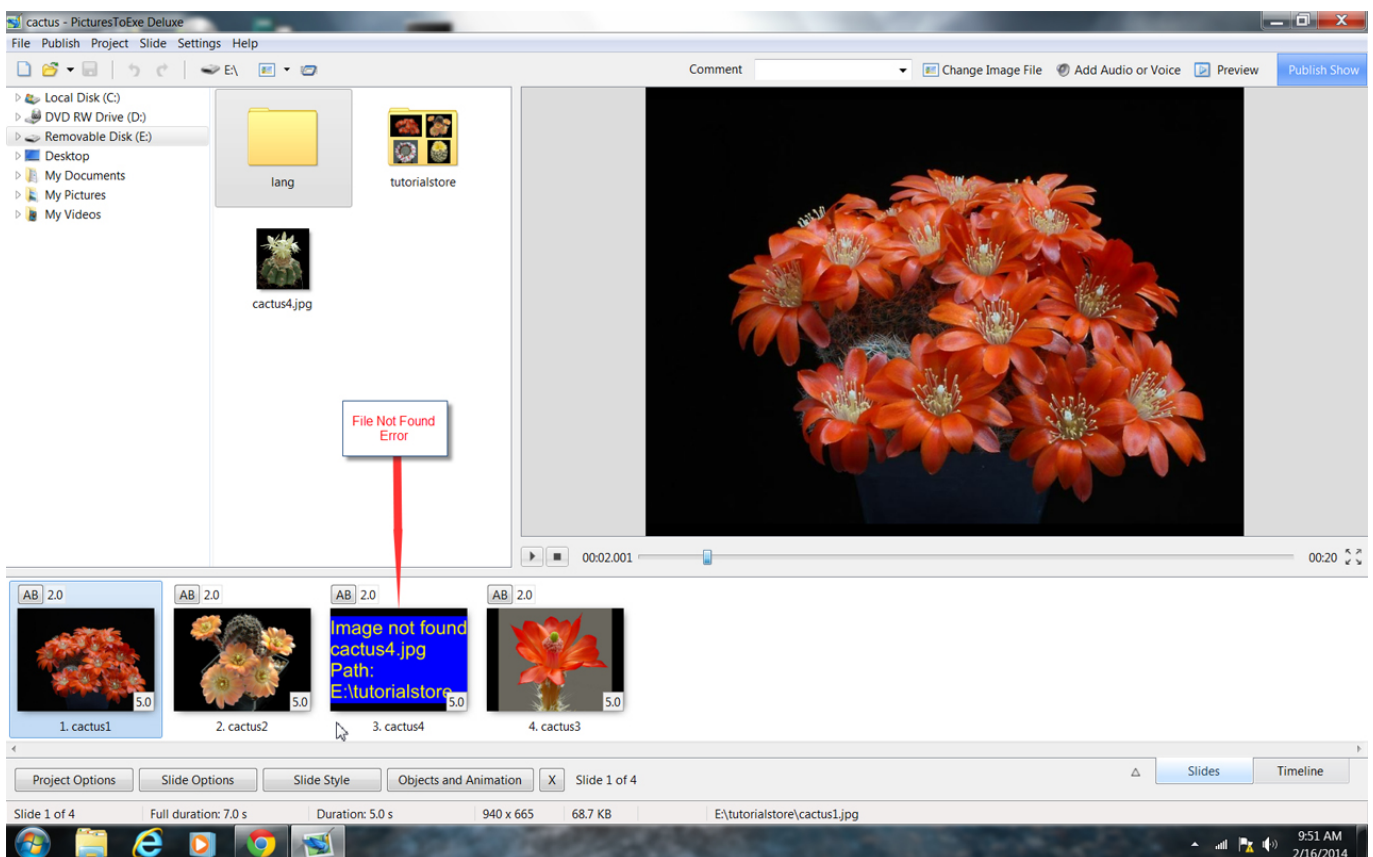 cactus - PicturesToExe Deluxe
File Publish Project Slide Settings Help
E:\
Comment
Change Image File
Add Audio or Voice
Preview
Publish Show
Local Disk (C:)
DVD RW Drive (D:)
Removable Disk (E:)
Desktop
My Documents
My Pictures
My Videos
lang
tutorialstore
cactus4.jpg
File Not Found
Error
00:02.001
00:20
AB 2.0
AB 2.0
AB 2.0
AB 2.0
5.0
5.0
Image not found
cactus4.jpg
Path:
E:\tutorialstore
5.0
5.0
1. cactus1
2. cactus2
3. cactus4
4. cactus3
Project Options
Slide Options
Slide Style
Objects and Animation
X
Slide 1 of 4
Slides
Timeline
Slide 1 of 4
Full duration: 7.0 s
Duration: 5.0 s
940 x 665
68.7 KB
E:\tutorialstore\cactus1.jpg
9:51 AM
2/16/2014